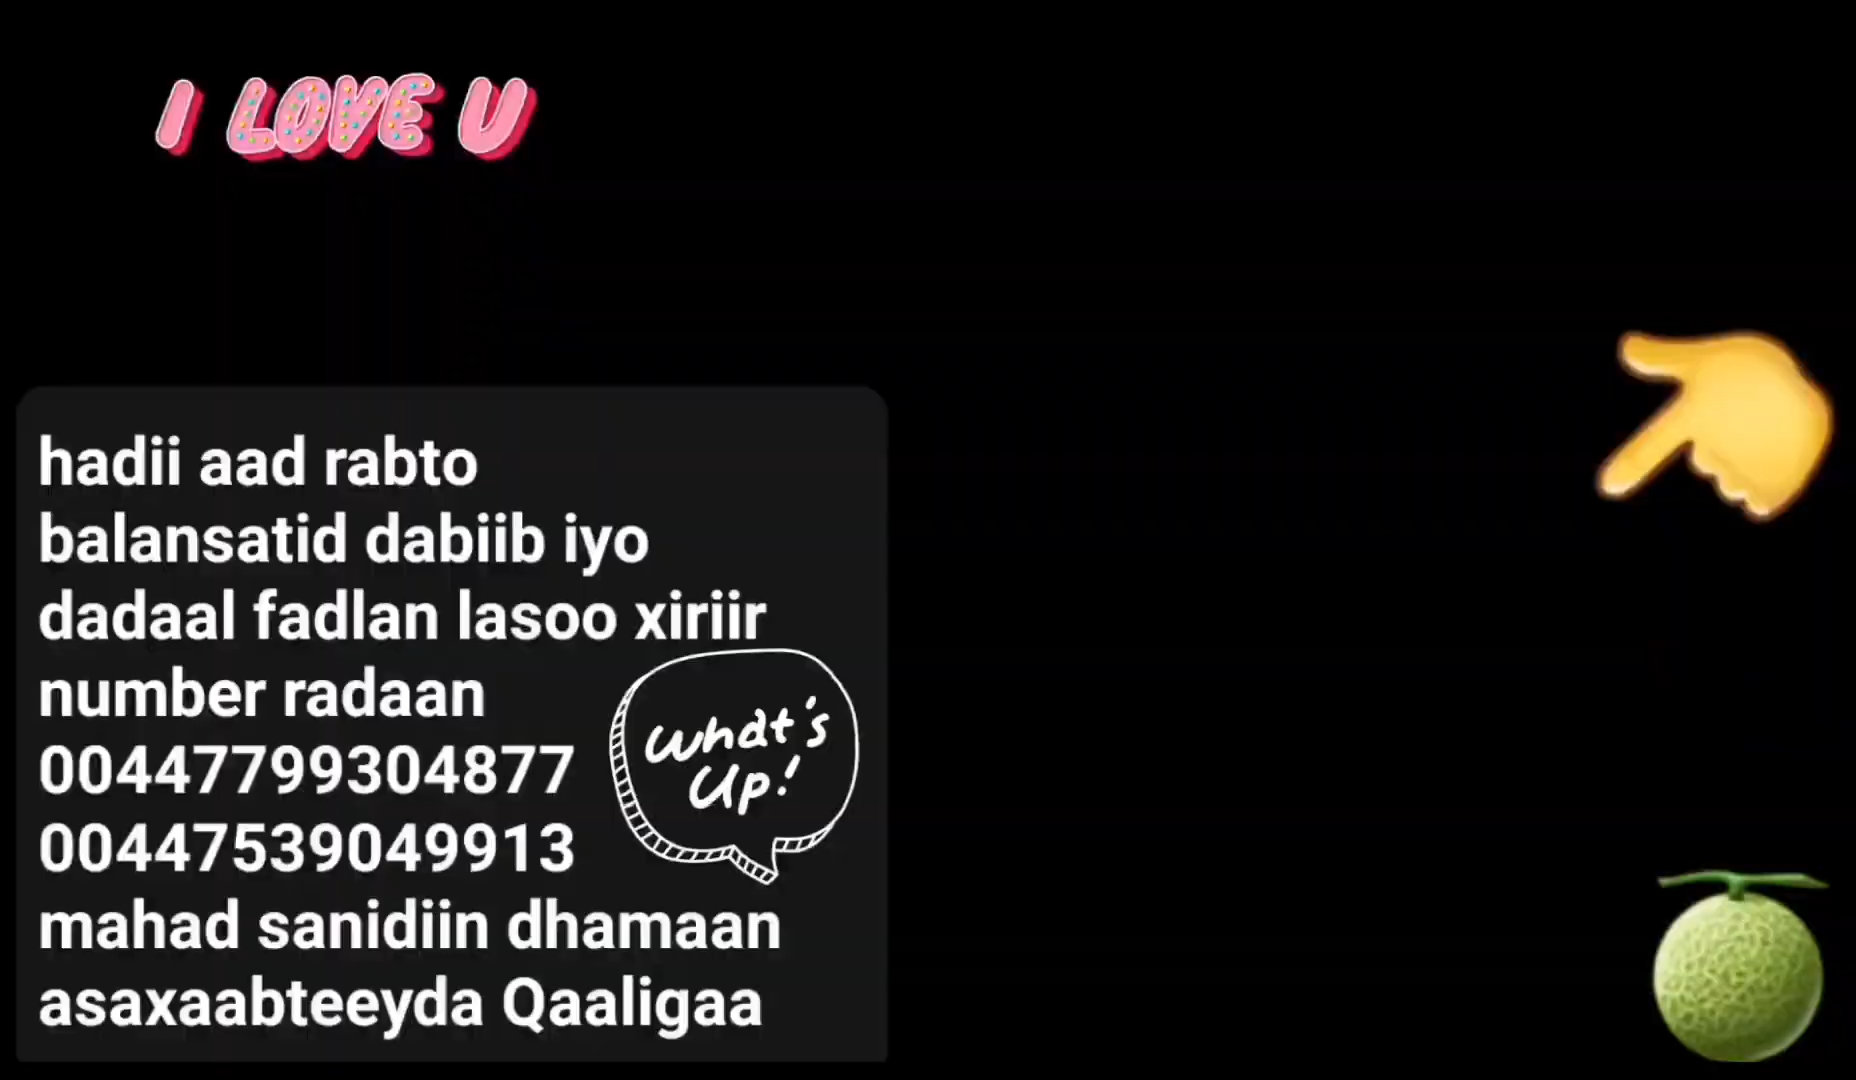 I LOVE U
hadii aad rabto
balansatid dabiib iyo
dadaal fadlan lasoo xiriir
number radaan
00447799304877
00447539049913
mahad sanidiin dhamaan
asaxaabteeyda Qaaligaa
what's
Up!